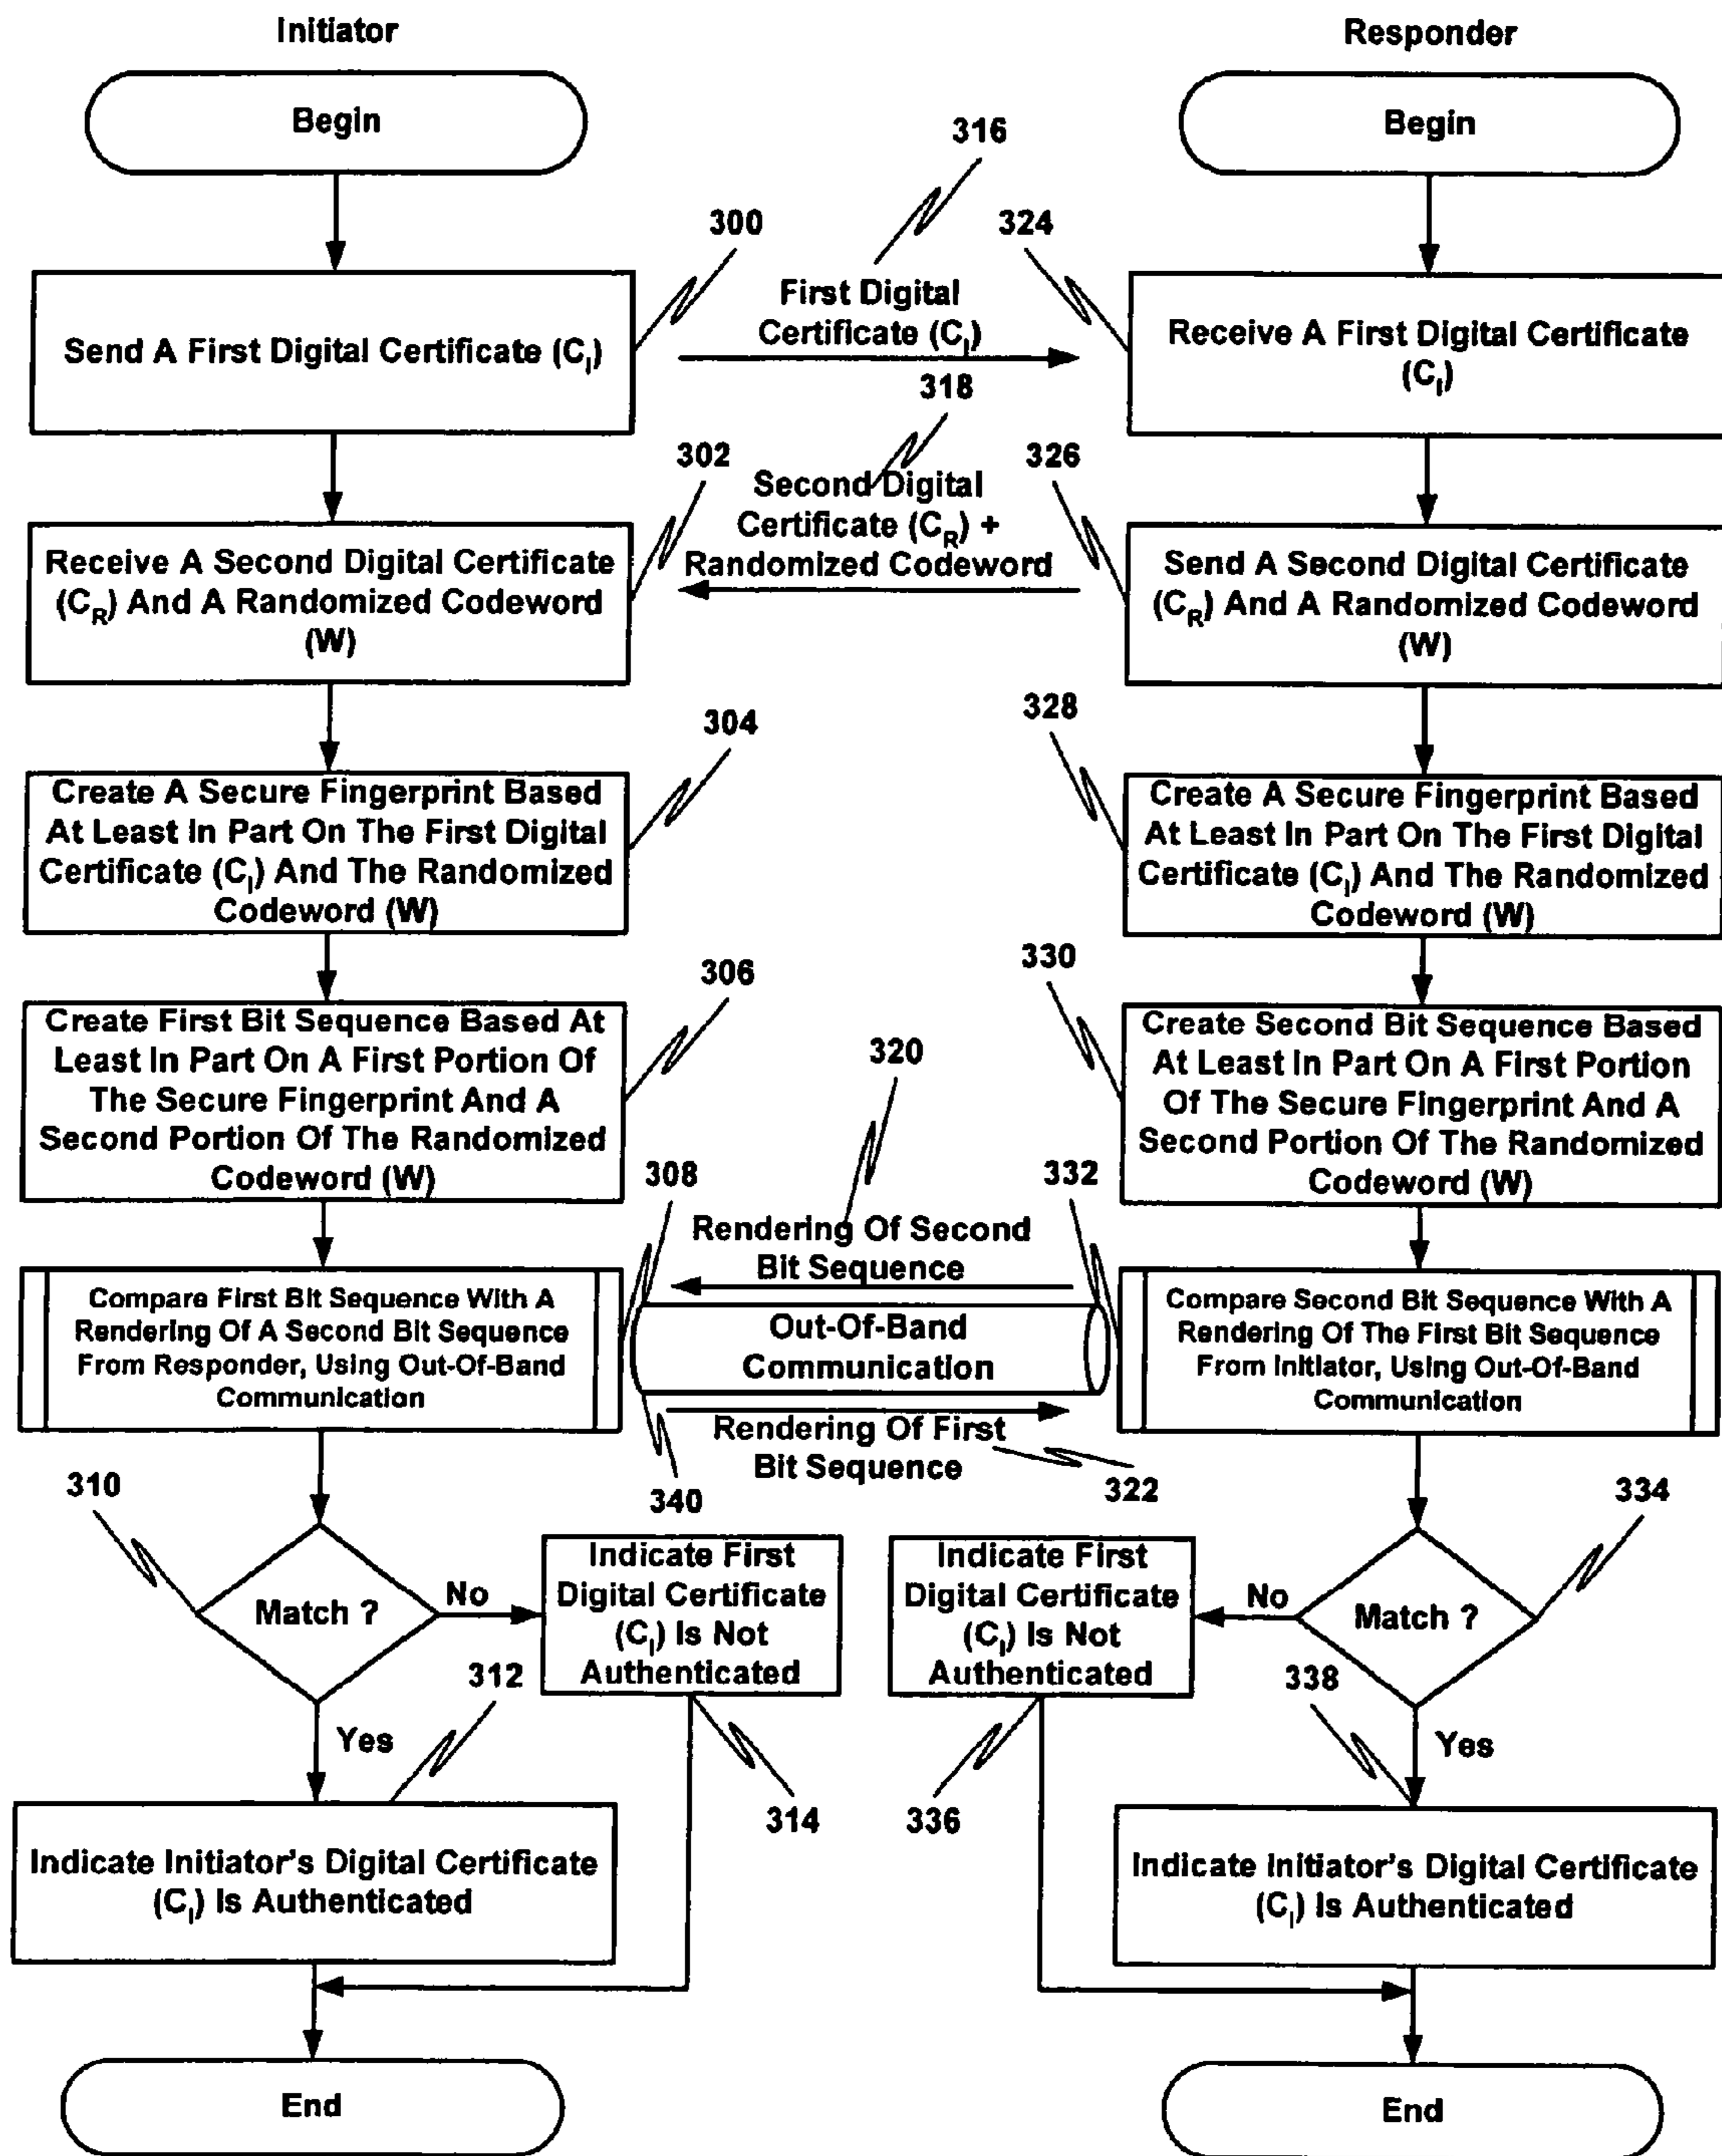 Initiator
Responder
Begin
Begin
316
300
324
First Digital
Certificate (C_I)
Send A First Digital Certificate (C_I)
Receive A First Digital Certificate
(C_I)
318
302
326
Second Digital
Certificate (C_R) +
Randomized Codeword
Receive A Second Digital Certificate
(C_R) And A Randomized Codeword
(W)
Send A Second Digital Certificate
(C_R) And A Randomized Codeword
(W)
304
328
Create A Secure Fingerprint Based
At Least In Part On The First Digital
Certificate (C_I) And The Randomized
Codeword (W)
Create A Secure Fingerprint Based
At Least In Part On The First Digital
Certificate (C_I) And The Randomized
Codeword (W)
306
330
Create First Bit Sequence Based At
Least In Part On A First Portion Of
The Secure Fingerprint And A
Second Portion Of The Randomized
Codeword (W)
320
Create Second Bit Sequence Based
At Least In Part On A First Portion
Of The Secure Fingerprint And A
Second Portion Of The Randomized
Codeword (W)
308
332
Rendering Of Second
Bit Sequence
Compare First Bit Sequence With A
Rendering Of A Second Bit Sequence
From Responder, Using Out-Of-Band
Communication
Out-Of-Band
Communication
Compare Second Bit Sequence With A
Rendering Of The First Bit Sequence
From Initiator, Using Out-Of-Band
Communication
Rendering Of First
Bit Sequence
310
340
322
334
Match ?
No
Indicate First
Digital Certificate
(C_I) Is Not
Authenticated
Indicate First
Digital Certificate
(C_I) Is Not
Authenticated
No
Match ?
312
338
Yes
Yes
314
336
Indicate Initiator's Digital Certificate
(C_I) Is Authenticated
Indicate Initiator's Digital Certificate
(C_I) Is Authenticated
End
End